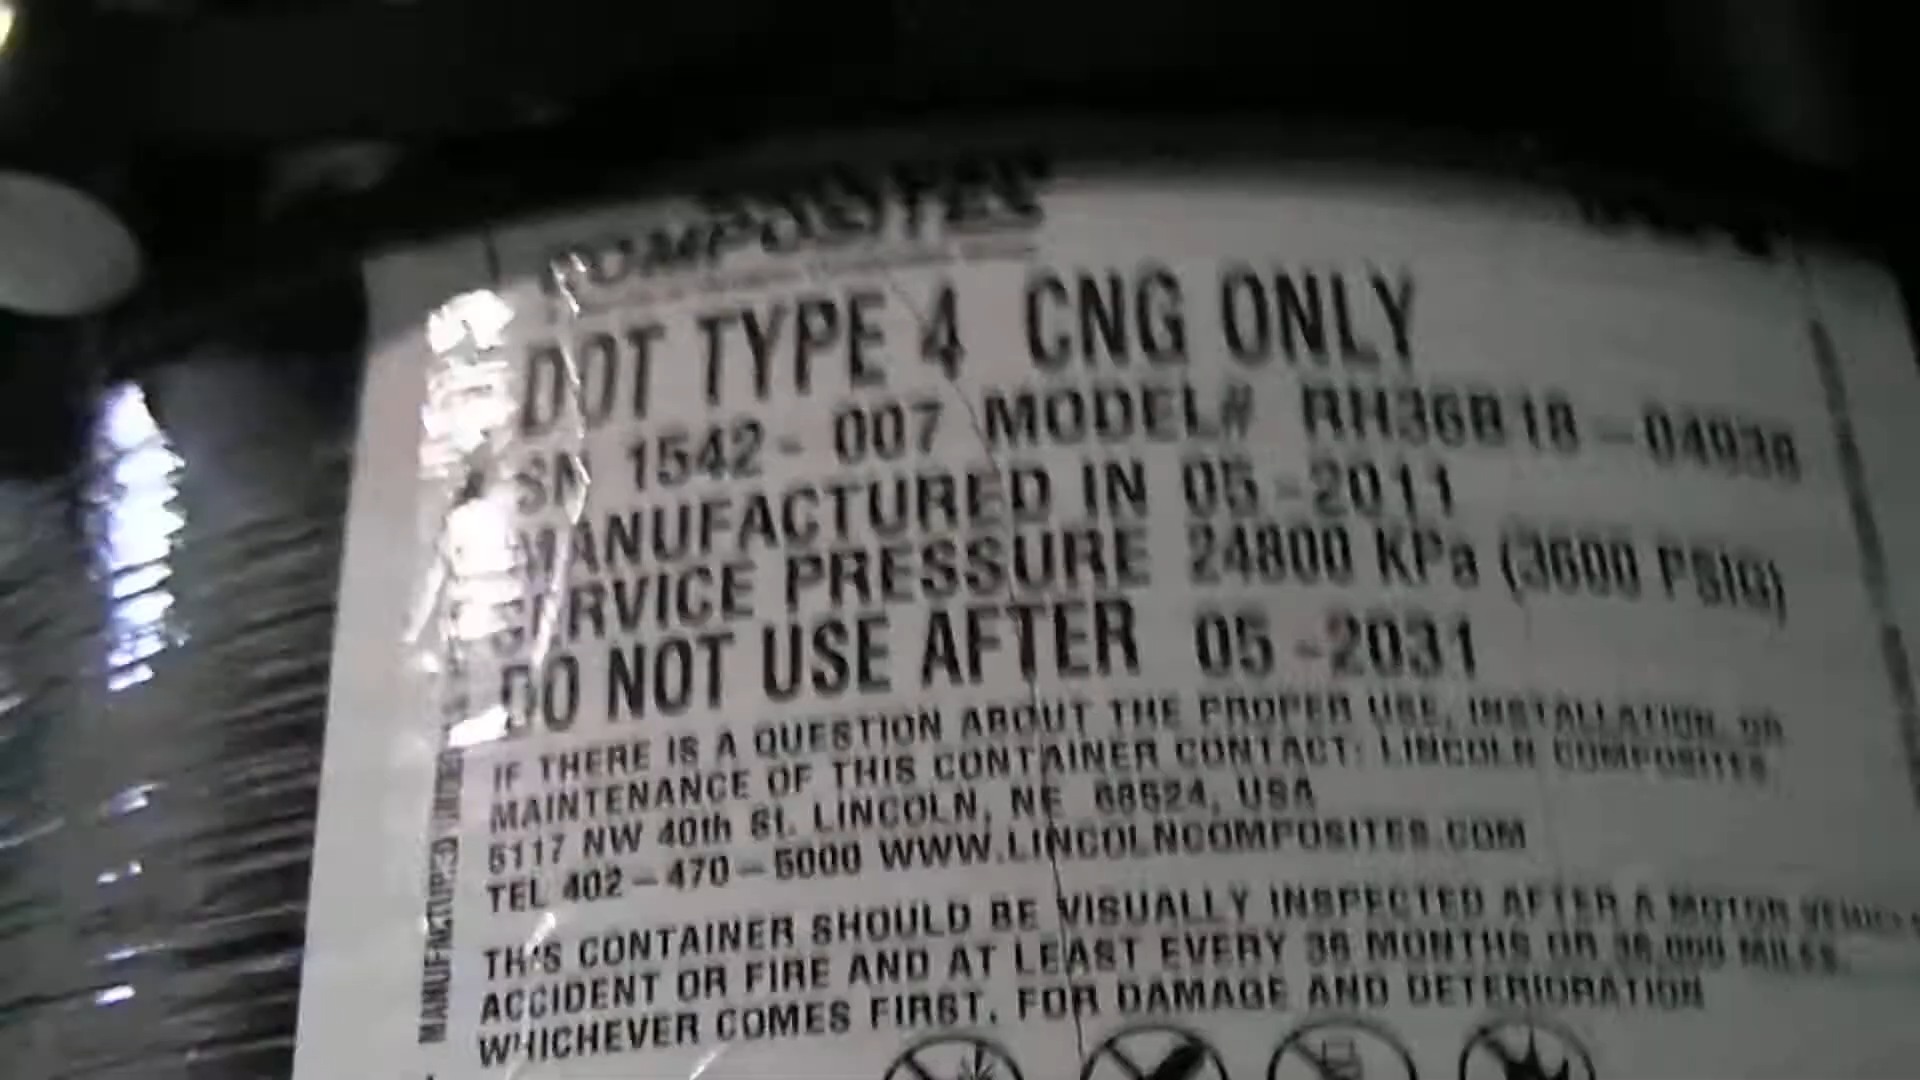 COMPOSITES
DOT TYPE 4 CNG ONLY
SN 1542-007 MODEL# RH36B18-04938
MANUFACTURED IN 05-2011
SERVICE PRESSURE 24800 KPa (3600 PSIG)
DO NOT USE AFTER 05-2031
IF THERE IS A QUESTION ABOUT THE PROPER USE, INSTALLATION, OR
MAINTENANCE OF THIS CONTAINER CONTACT: LINCOLN COMPOSITES
5117 NW 40th St. LINCOLN, NE 68524, USA
TEL 402-470-5000 WWW.LINCOLNCOMPOSITES.COM
THIS CONTAINER SHOULD BE VISUALLY INSPECTED AFTER A MOTOR VEHICLE
ACCIDENT OR FIRE AND AT LEAST EVERY 36 MONTHS OR 36,000 MILES,
WHICHEVER COMES FIRST, FOR DAMAGE AND DETERIORATION
MANUFACTURED UNDER